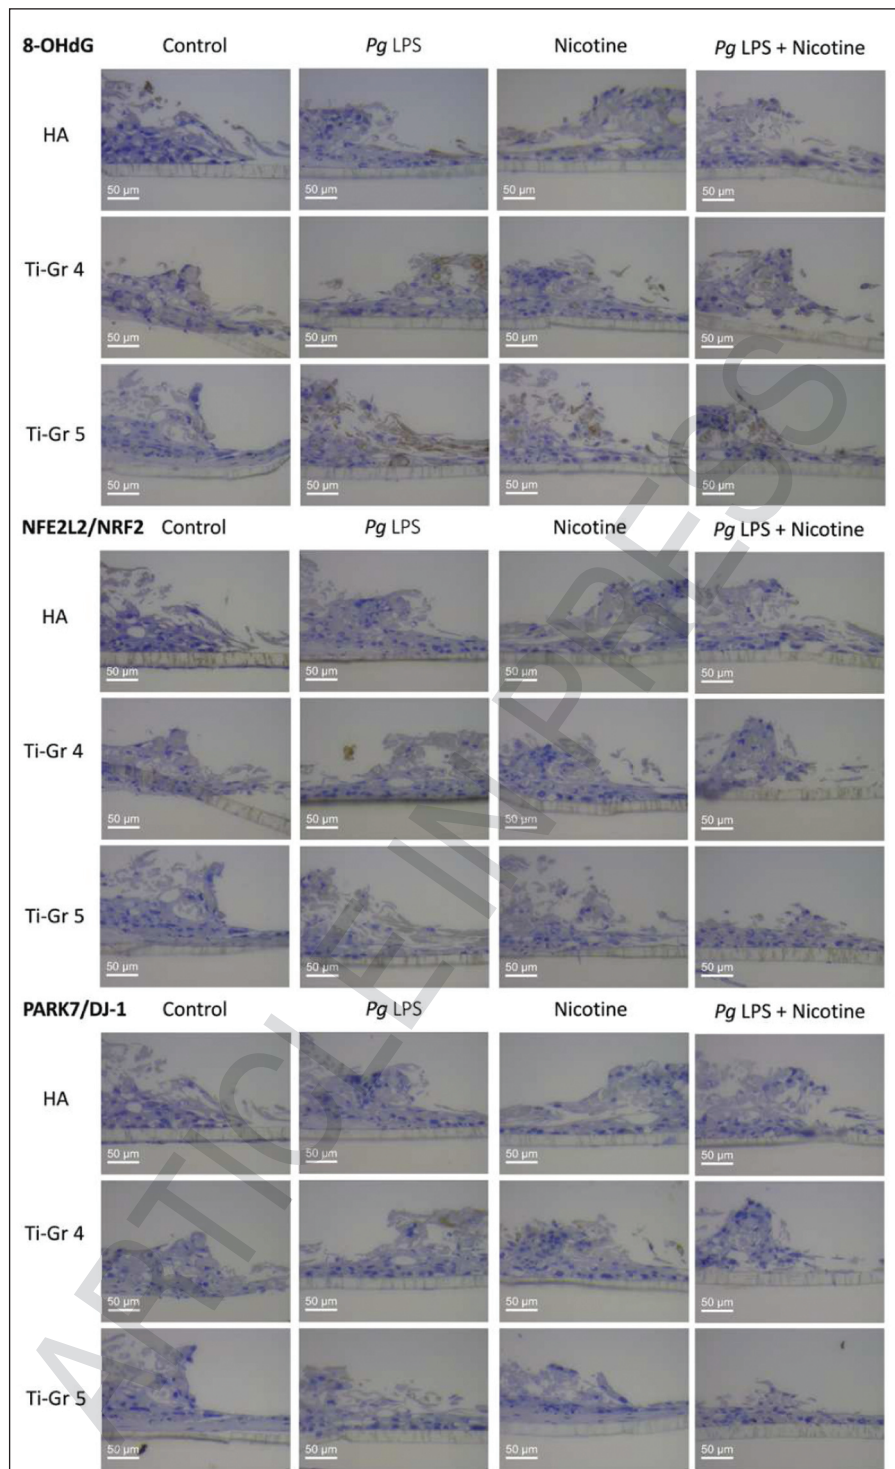 8-OHdG Control Pg LPS Nicotine Pg LPS + Nicotine
HA
50 µm 50 µm 50 µm 50 µm
Ti-Gr 4
50 µm 50 µm 50 µm 50 µm
Ti-Gr 5
50 µm 50 µm 50 µm 50 µm
NFE2L2/NRF2 Control Pg LPS Nicotine Pg LPS + Nicotine
HA
50 µm 50 µm 50 µm 50 µm
Ti-Gr 4
50 µm 50 µm 50 µm 50 µm
Ti-Gr 5
50 µm 50 µm 50 µm 50 µm
PARK7/DJ-1 Control Pg LPS Nicotine Pg LPS + Nicotine
HA
50 µm 50 µm 50 µm 50 µm
Ti-Gr 4
50 µm 50 µm 50 µm 50 µm
Ti-Gr 5
50 µm 50 µm 50 µm 50 µm
ARTICLE IN PRESS